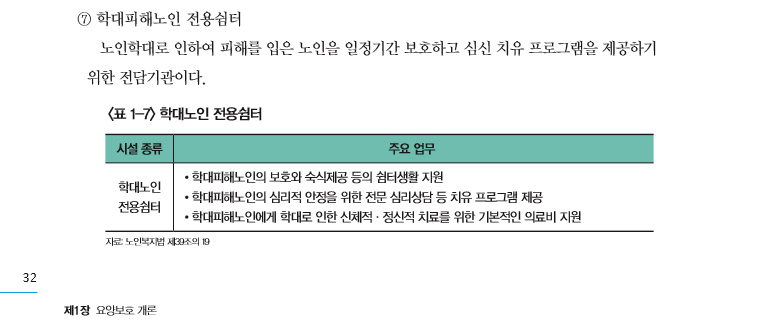 ⑦ 학대피해노인 전용쉼터
노인학대로 인하여 피해를 입은 노인을 일정기간 보호하고 심신 치유 프로그램을 제공하기
위한 전담기관이다.
〈표 1-7〉 학대노인 전용쉼터
시설 종류 주요 업무
학대노인
전용쉼터
• 학대피해노인의 보호와 숙식제공 등의 쉼터생활 지원
• 학대피해노인의 심리적 안정을 위한 전문 심리상담 등 치유 프로그램 제공
• 학대피해노인에게 학대로 인한 신체적 · 정신적 치료를 위한 기본적인 의료비 지원
자료: 노인복지법 제39조의 19
32
제1장 요양보호 개론